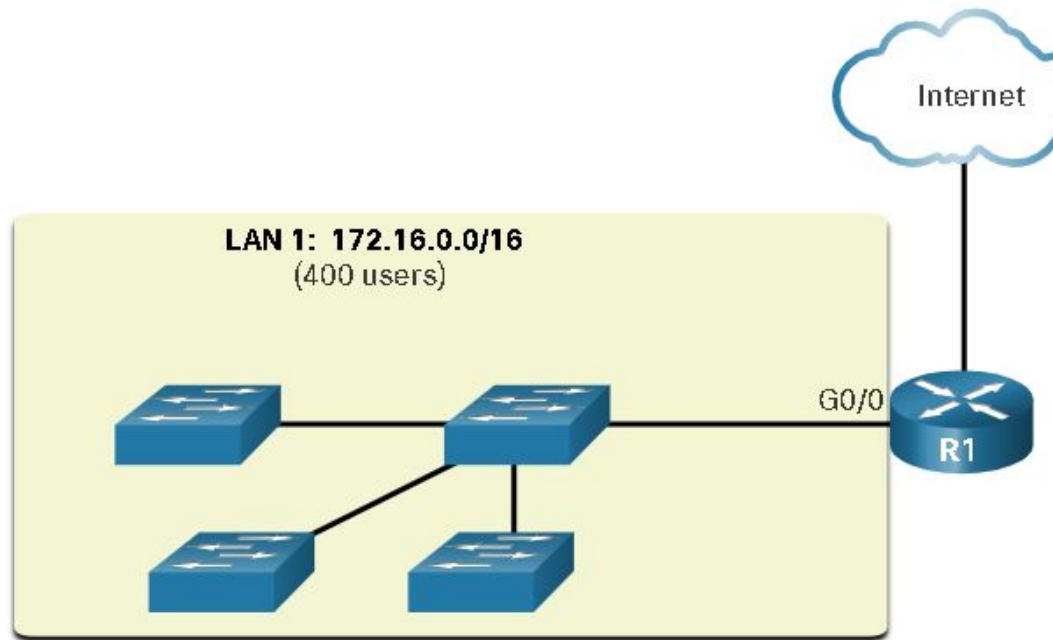 Internet
LAN 1: 172.16.0.0/16
(400 users)
G0/0
R1